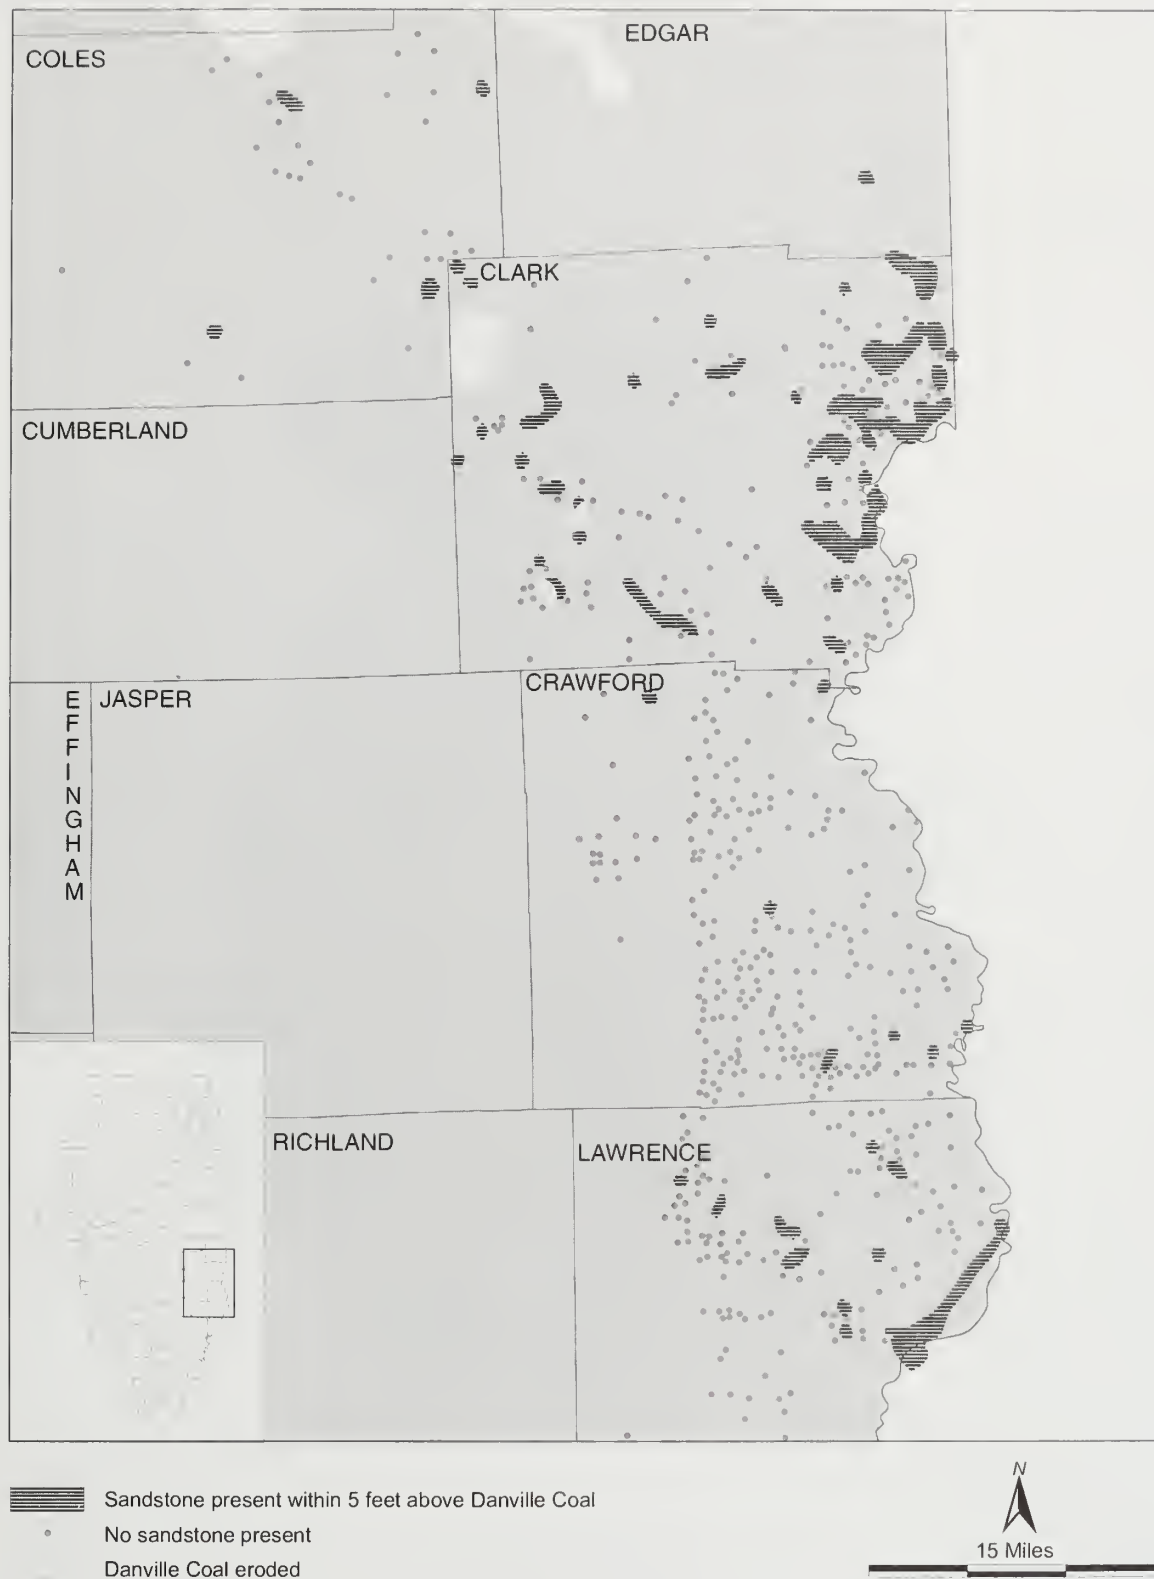 EDGAR
COLES
CLARK
CUMBERLAND
CRAWFORD
E
F
F
I
N
G
H
A
M
JASPER
RICHLAND
LAWRENCE
Sandstone present within 5 feet above Danville Coal
No sandstone present
Danville Coal eroded
N
15 Miles